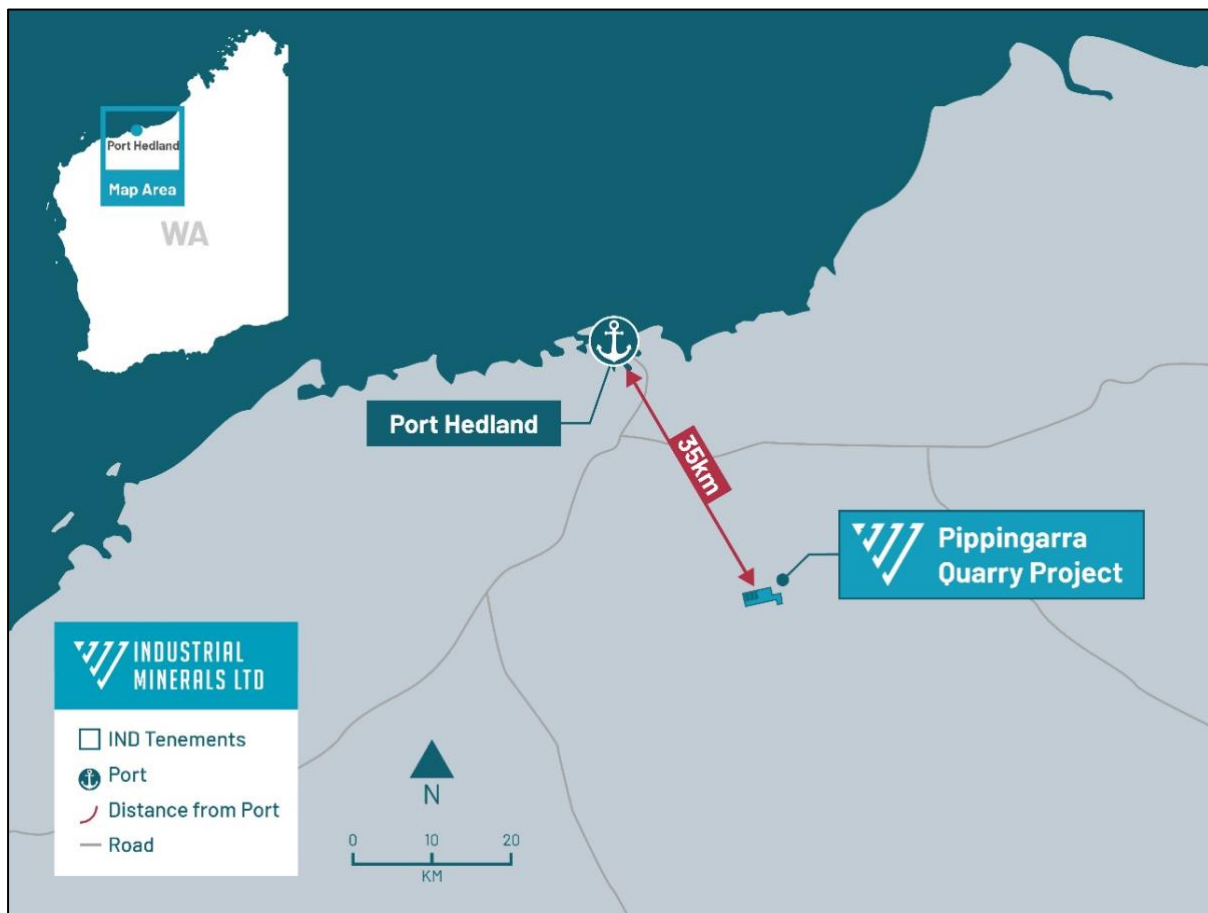 Port Hedland
Map Area
WA
Port Hedland
35km
Pippingarra
Quarry Project
INDUSTRIAL
MINERALS LTD
IND Tenements
Port
Distance from Port
Road
N
0 10 20
KM